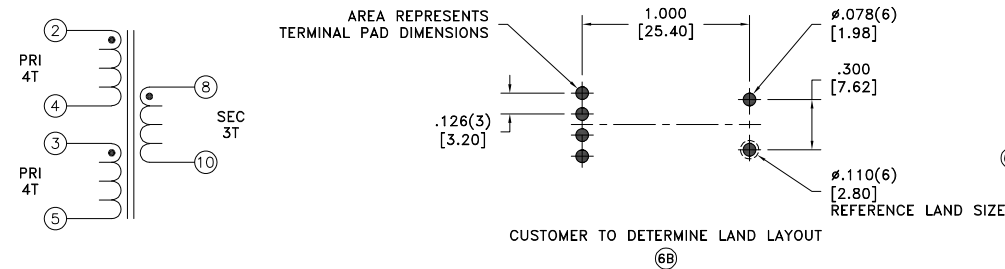 2
PRI
4T
4
3
PRI
4T
5
8
SEC
3T
10
AREA REPRESENTS
TERMINAL PAD DIMENSIONS
1.000
[25.40]
ø.078(6)
[1.98]
.300
[7.62]
.126(3)
[3.20]
ø.110(6)
[2.80]
REFERENCE LAND SIZE
CUSTOMER TO DETERMINE LAND LAYOUT
6B